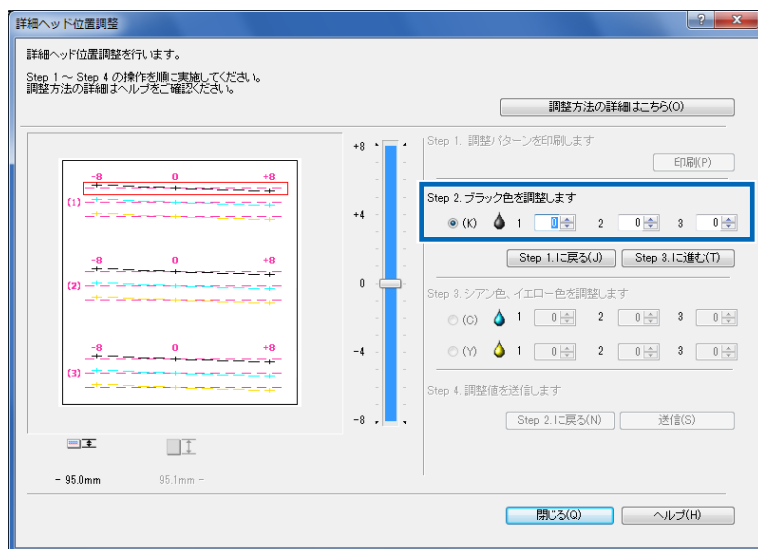 詳細ヘッド位置調整
詳細ヘッド位置調整を行います。
Step 1 ～ Step 4 の操作を順に実施してください。
調整方法の詳細はヘルプをご確認ください。
調整方法の詳細はこちら(O)
-8 0 +8
(1)
-8 0 +8
(2)
-8 0 +8
(3)
- 95.0mm
95.1mm -
+8
+4
0
-4
-8
Step 1. 調整パターンを印刷します
印刷(P)
Step 2. ブラック色を調整します
(K) 1 0 2 0 3 0
Step 1.に戻る(J) Step 3.に進む(T)
Step 3. シアン色、イエロー色を調整します
(C) 1 0 2 0 3 0
(Y) 1 0 2 0 3 0
Step 4. 調整値を送信します
Step 2.に戻る(N) 送信(S)
閉じる(Q) ヘルプ(H)